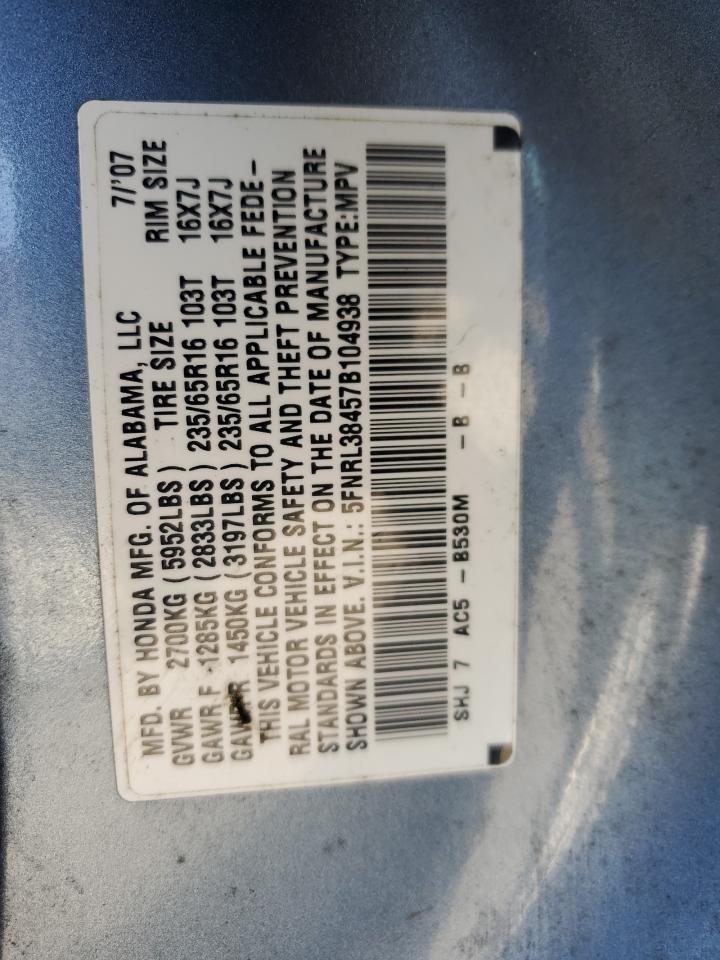 MFD. BY HONDA MFG. OF ALABAMA, LLC 7/'07
GVWR 2700KG (5952LBS) TIRE SIZE RIM SIZE
GAWR F 1285KG (2833LBS) 235/65R16 103T 16X7J
GAWR R 1450KG (3197LBS) 235/65R16 103T 16X7J
THIS VEHICLE CONFORMS TO ALL APPLICABLE FEDE-
RAL MOTOR VEHICLE SAFETY AND THEFT PREVENTION
STANDARDS IN EFFECT ON THE DATE OF MANUFACTURE
SHOWN ABOVE. V.I.N.: 5FNRL38457B104938 TYPE:MPV
SHJ 7 AC5 - B530M - B - B